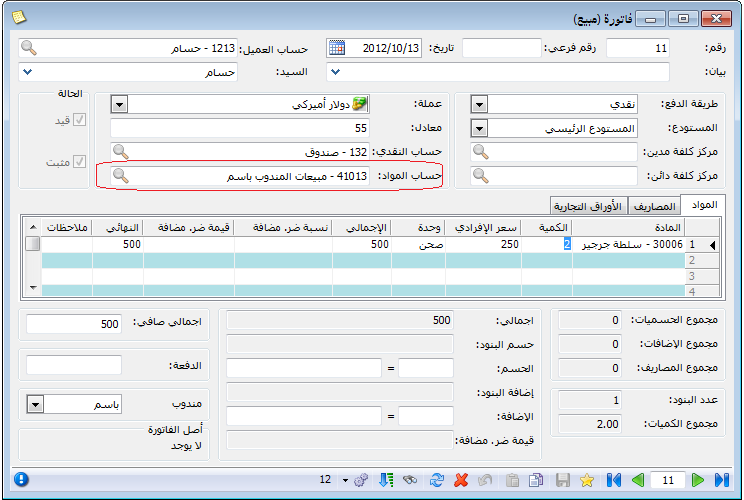 فاتورة (مبيع)
رقم: 11 رقم فرعي: تاريخ: 2012/10/13 حساب العميل: 1213 - حسام
بيان: السيد: حسام
طريقة الدفع: نقدي
المستودع: المستودع الرئيسي
مركز كلفة مدين:
مركز كلفة دائن:
عملة: دولار أميركي
معادل: 55
حساب النقدي: 132 - صندوق
حساب المواد: 41013 - مبيعات المندوب باسم
الحالة
قيد
مثبت
المواد المصاريف الأوراق التجارية
المادة الكمية سعر الإفرادي وحدة الإجمالي نسبة ضر. مضافة قيمة ضر. مضافة النهائي ملاحظات
1 30006 - سلطة جرجير 2 250 صحن 500 500
2
3
4
مجموع الحسميات: 0
مجموع الإضافات: 0
مجموع المصاريف: 0
عدد البنود: 1
مجموع الكميات: 2.00
اجمالي: 500
حسم البنود:
الحسم: =
إضافة البنود:
الإضافة: =
قيمة ضر. مضافة:
اجمالي صافي: 500
الدفعة:
مندوب باسم
أصل الفاتورة
لا يوجد
11 12